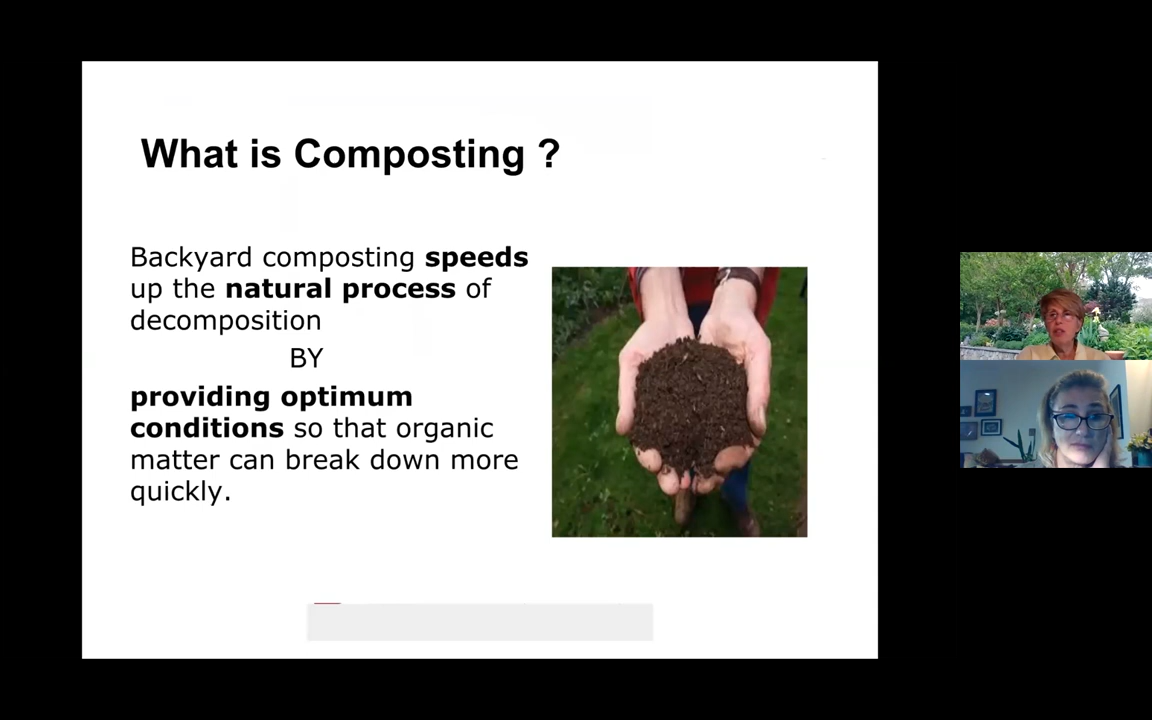 What is Composting ?
Backyard composting speeds
up the natural process of
decomposition
BY
providing optimum
conditions so that organic
matter can break down more
quickly.